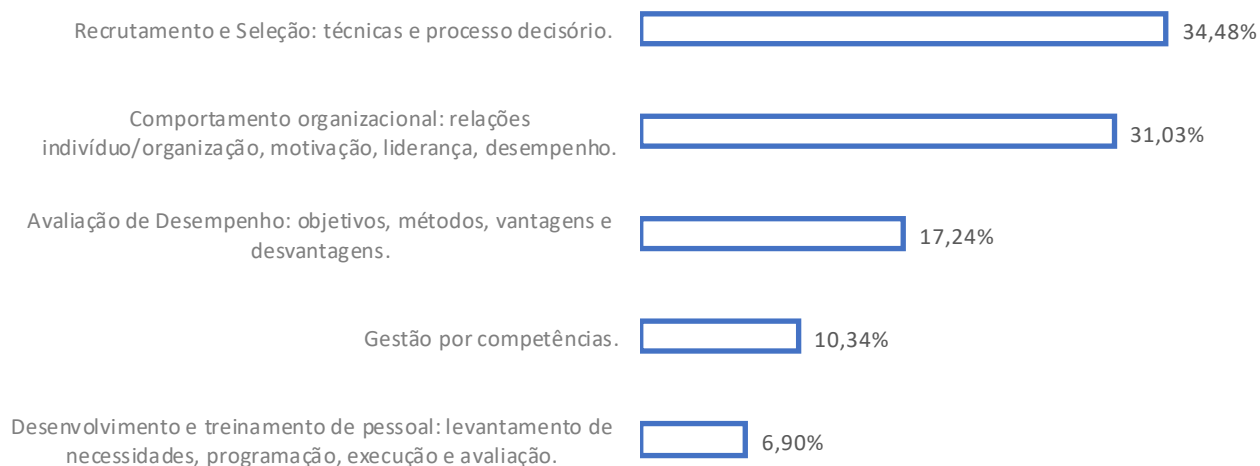 Recrutamento e Seleção: técnicas e processo decisório.
34,48%
Comportamento organizacional: relações
indivíduo/organização, motivação, liderança, desempenho.
31,03%
Avaliação de Desempenho: objetivos, métodos, vantagens e
desvantagens.
17,24%
Gestão por competências.
10,34%
Desenvolvimento e treinamento de pessoal: levantamento de
necessidades, programação, execução e avaliação.
6,90%